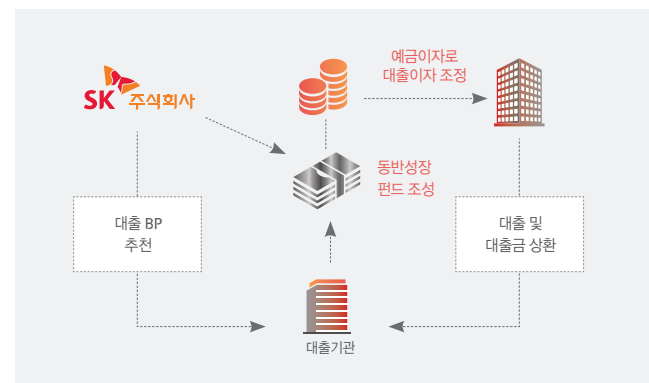 예금이자로
대출이자 조정
SK 주식회사
동반성장
펀드 조성
대출 BP
추천
대출 및
대출금 상환
대출기관